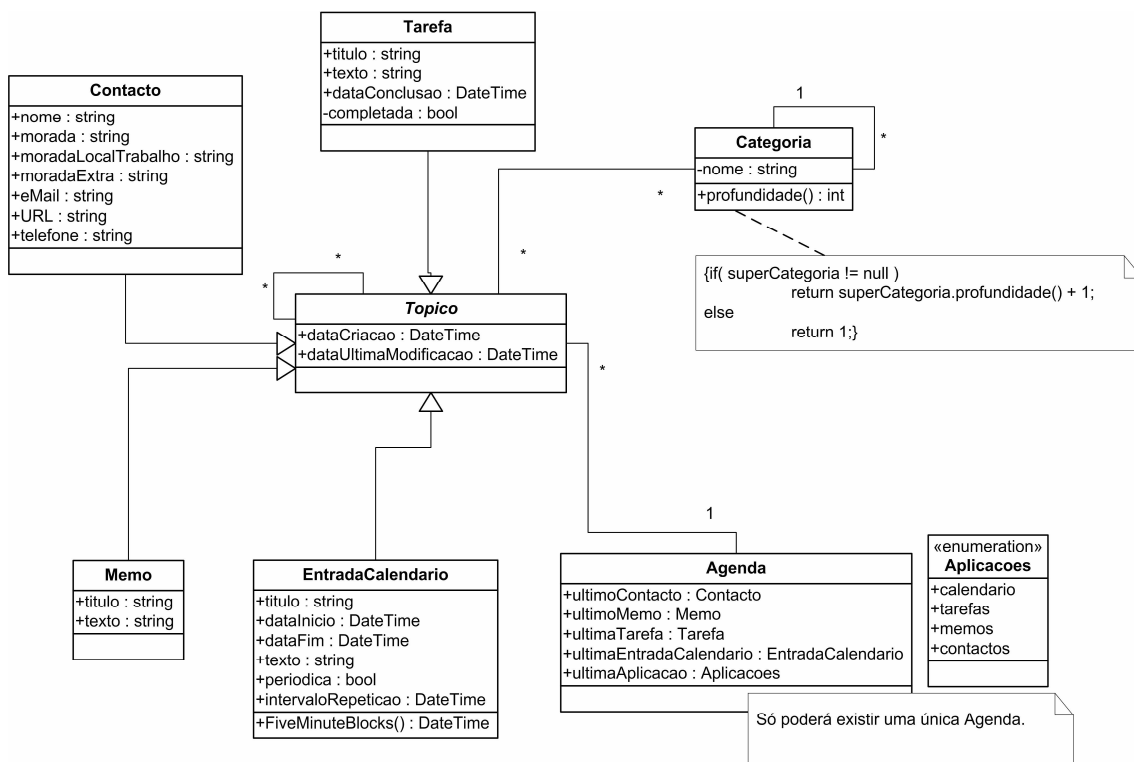 Tarefa
+titulo : string
+texto : string
+dataConclusao : DateTime
-completada : bool
Contacto
+nome : string
+morada : string
+moradaLocalTrabalho : string
+moradaExtra : string
+eMail : string
+URL : string
+telefone : string
1
*
Categoria
-nome : string
+profundidade() : int
*
*
{if( superCategoria != null )
return superCategoria.profundidade() + 1;
else
return 1;}
*
*
Topico
+dataCriacao : DateTime
+dataUltimaModificacao : DateTime
*
1
Memo
+titulo : string
+texto : string
EntradaCalendario
+titulo : string
+dataInicio : DateTime
+dataFim : DateTime
+texto : string
+periodica : bool
+intervaloRepeticao : DateTime
+FiveMinuteBlocks() : DateTime
Agenda
+ultimoContacto : Contacto
+ultimoMemo : Memo
+ultimaTarefa : Tarefa
+ultimaEntradaCalendario : EntradaCalendario
+ultimaAplicacao : Aplicacoes
«enumeration»
Aplicacoes
+calendario
+tarefas
+memos
+contactos
Só poderá existir uma única Agenda.